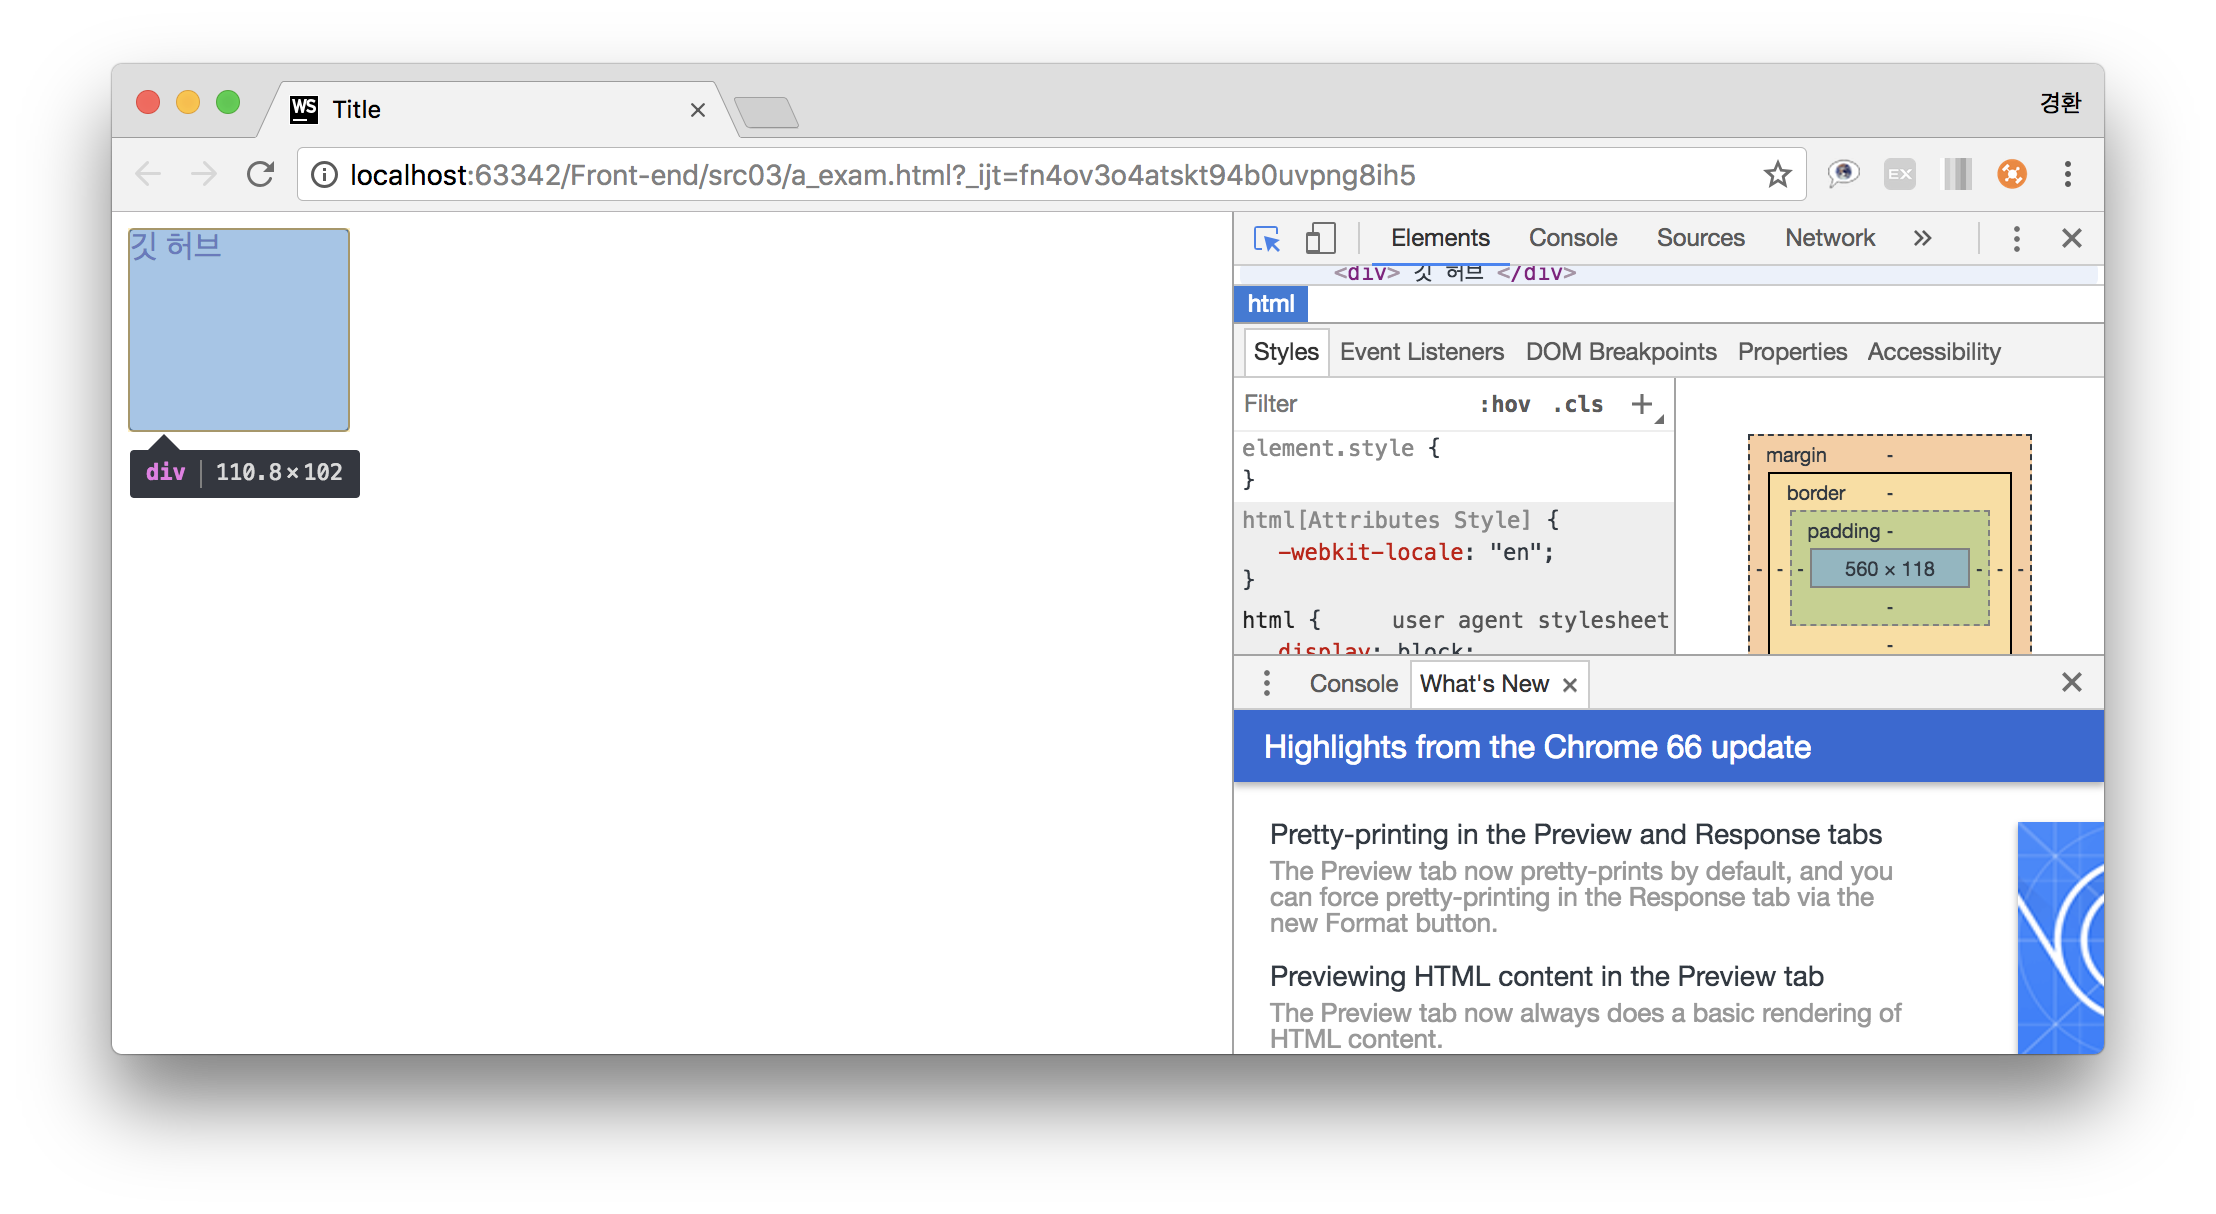 WS Title
경환
localhost:63342/Front-end/src03/a_exam.html?_ijt=fn4ov3o4atskt94b0uvpng8ih5
EX
깃 허브
div 110.8×102
Elements Console Sources Network
<div> 깃 허브 </div>
html
Styles Event Listeners DOM Breakpoints Properties Accessibility
Filter :hov .cls +
element.style {
}
html[Attributes Style] {
-webkit-locale: "en";
}
html { user agent stylesheet
display: block;
margin -
border -
padding -
- - - 560 × 118 - - -
-
-
Console What's New
Highlights from the Chrome 66 update
Pretty-printing in the Preview and Response tabs
The Preview tab now pretty-prints by default, and you
can force pretty-printing in the Response tab via the
new Format button.
Previewing HTML content in the Preview tab
The Preview tab now always does a basic rendering of
HTML content.